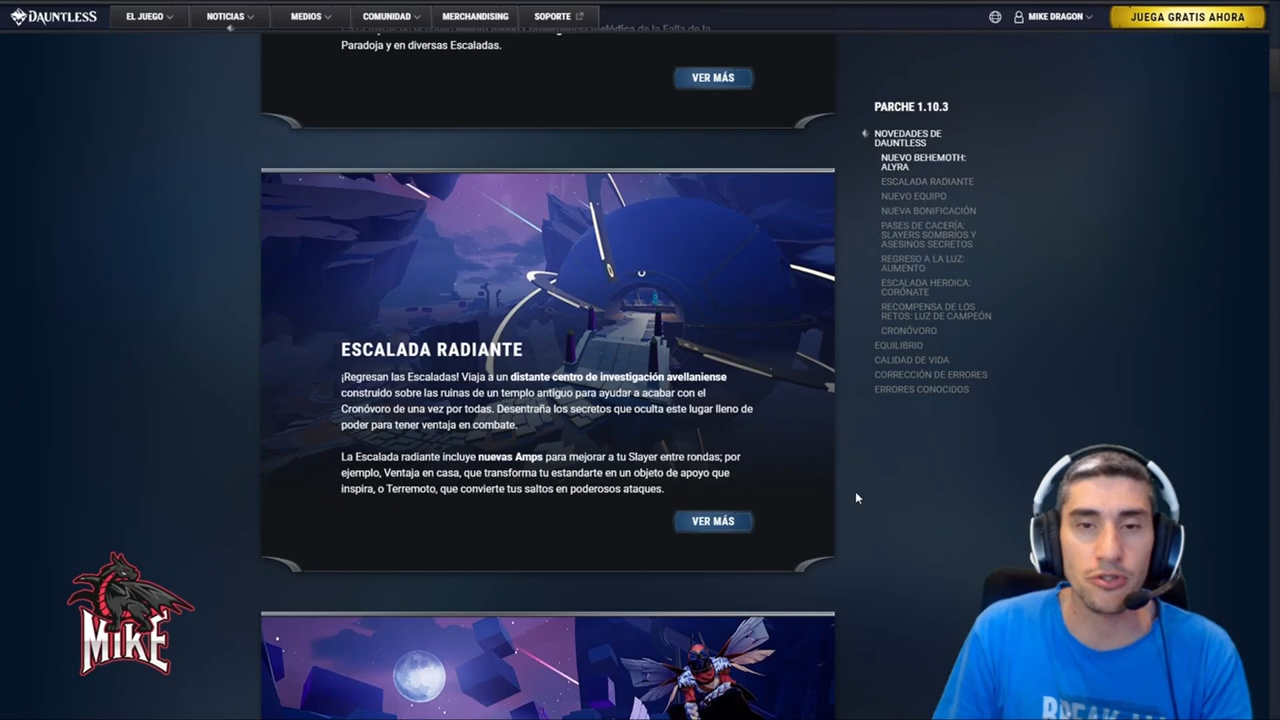 DAUNTLESS
EL JUEGO
NOTICIAS
MEDIOS
COMUNIDAD
MERCHANDISING
SOPORTE
MIKE DRAGON
JUEGA GRATIS AHORA
de la Falla de la
Paradoja y en diversas Escaladas.
VER MÁS
ESCALADA RADIANTE
¡Regresan las Escaladas! Viaja a un distante centro de investigación avellaniense
construido sobre las ruinas de un templo antiguo para ayudar a acabar con el
Cronóvoro de una vez por todas. Desentraña los secretos que oculta este lugar lleno de
poder para tener ventaja en combate.
La Escalada radiante incluye nuevas Amps para mejorar a tu Slayer entre rondas; por
ejemplo, Ventaja en casa, que transforma tu estandarte en un objeto de apoyo que
inspira, o Terremoto, que convierte tus saltos en poderosos ataques.
VER MÁS
PARCHE 1.10.3
NOVEDADES DE
DAUNTLESS
NUEVO BEHEMOTH:
ALYRA
ESCALADA RADIANTE
NUEVO EQUIPO
NUEVA BONIFICACIÓN
PASES DE CACERÍA:
SLAYERS SOMBRÍOS Y
ASESINOS SECRETOS
REGRESO A LA LUZ:
AUMENTO
ESCALADA HEROICA:
CORÓNATE
RECOMPENSA DE LOS
RETOS: LUZ DE CAMPEÓN
CRONÓVORO
EQUILIBRIO
CALIDAD DE VIDA
CORRECCIÓN DE ERRORES
ERRORES CONOCIDOS
MIKE